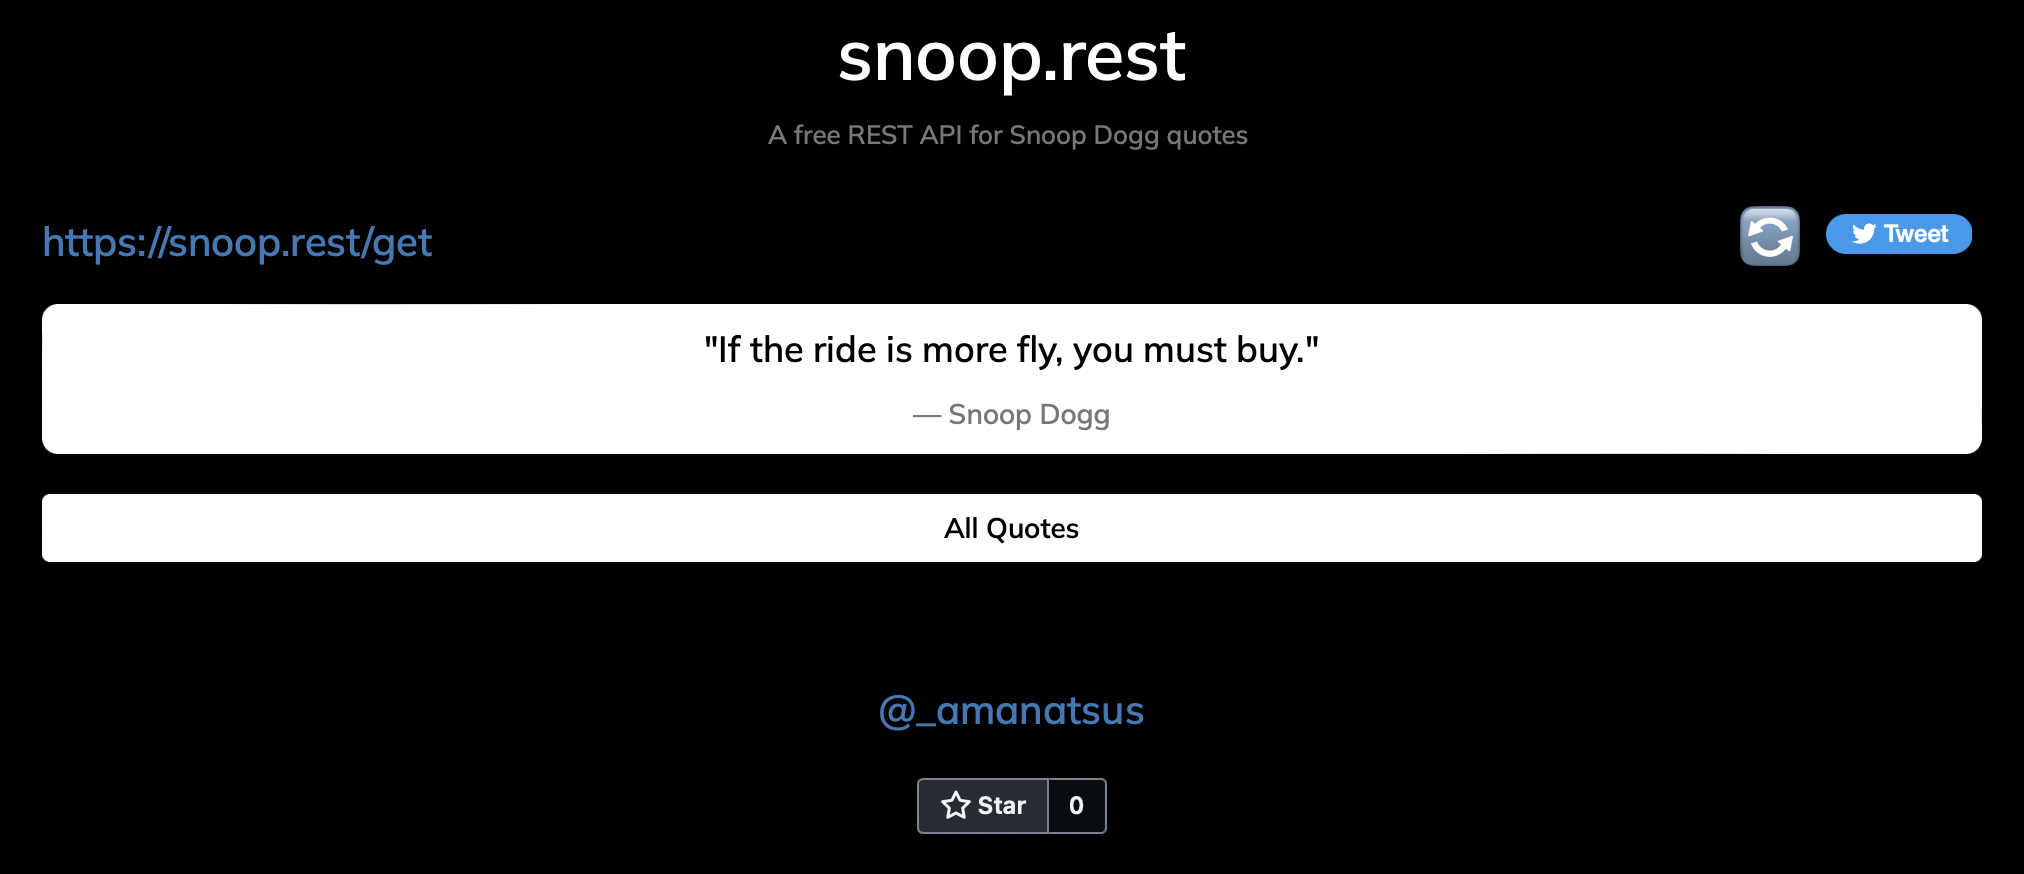 snoop.rest
A free REST API for Snoop Dogg quotes
https://snoop.rest/get
Tweet
"If the ride is more fly, you must buy."
— Snoop Dogg
All Quotes
@_amanatsus
Star 0